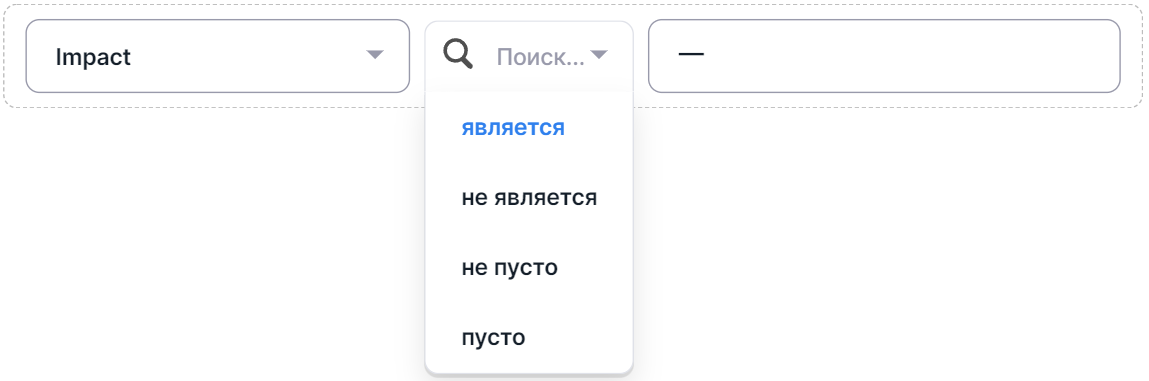 Impact
Поиск...
—
является
не является
не пусто
пусто